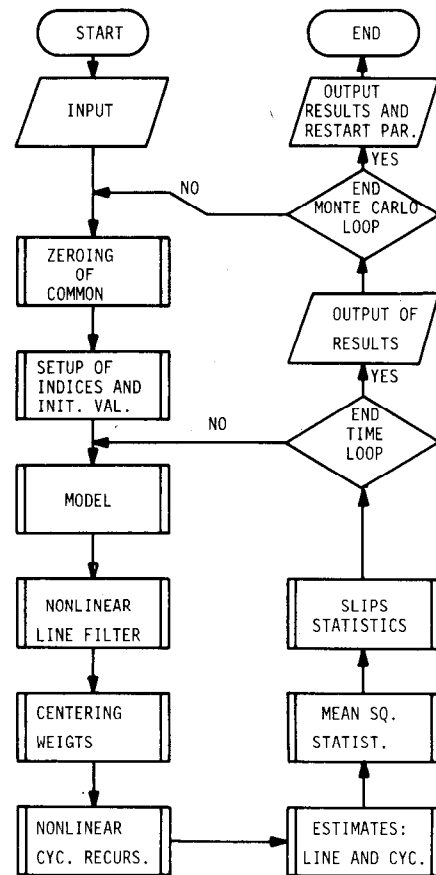 START
INPUT
NO
ZEROING
OF
COMMON
SETUP OF
INDICES AND
INIT. VAL.
NO
MODEL
NONLINEAR
LINE FILTER
CENTERING
WEIGTS
NONLINEAR
CYC. RECURS.
ESTIMATES:
LINE AND CYC.
MEAN SQ.
STATIST.
SLIPS
STATISTICS
END
TIME
LOOP
YES
OUTPUT OF
RESULTS
END
MONTE CARLO
LOOP
YES
OUTPUT
RESULTS AND
RESTART PAR.
END